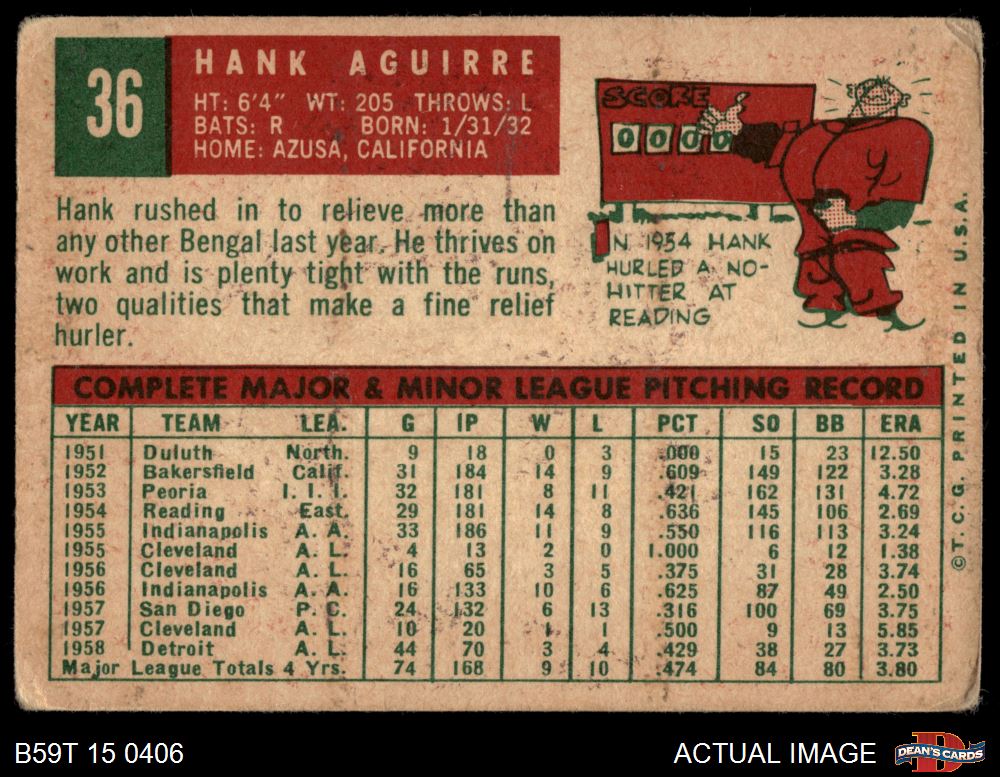 36
HANK AGUIRRE
HT: 6'4" WT: 205 THROWS: L
BATS: R BORN: 1/31/32
HOME: AZUSA, CALIFORNIA
Hank rushed in to relieve more than
any other Bengal last year. He thrives on
work and is plenty tight with the runs,
two qualities that make a fine relief
hurler.
SCORE
0 0 0 0
IN 1954 HANK
HURLED A NO-
HITTER AT
READING
COMPLETE MAJOR & MINOR LEAGUE PITCHING RECORD
YEAR TEAM LEA. G IP W L PCT SO BB ERA
1951 Duluth North. 9 18 0 3 .000 15 23 12.50
1952 Bakersfield Calif. 31 184 14 9 .609 149 122 3.28
1953 Peoria I. I. I. 32 181 8 11 .421 162 131 4.72
1954 Reading East. 29 181 14 8 .636 145 106 2.69
1955 Indianapolis A. A. 33 186 11 9 .550 116 113 3.24
1955 Cleveland A. L. 4 13 2 0 1.000 6 12 1.38
1956 Cleveland A. L. 16 65 3 5 .375 31 28 3.74
1956 Indianapolis A. A. 16 133 10 6 .625 87 49 2.50
1957 San Diego P. C. 24 132 6 13 .316 100 69 3.75
1957 Cleveland A. L. 10 20 1 1 .500 9 13 5.85
1958 Detroit A. L. 44 70 3 4 .429 38 27 3.73
Major League Totals 4 Yrs. 74 168 9 10 .474 84 80 3.80
©T. C. G. PRINTED IN U.S.A.
B59T 15 0406
ACTUAL IMAGE
DEAN'S CARDS